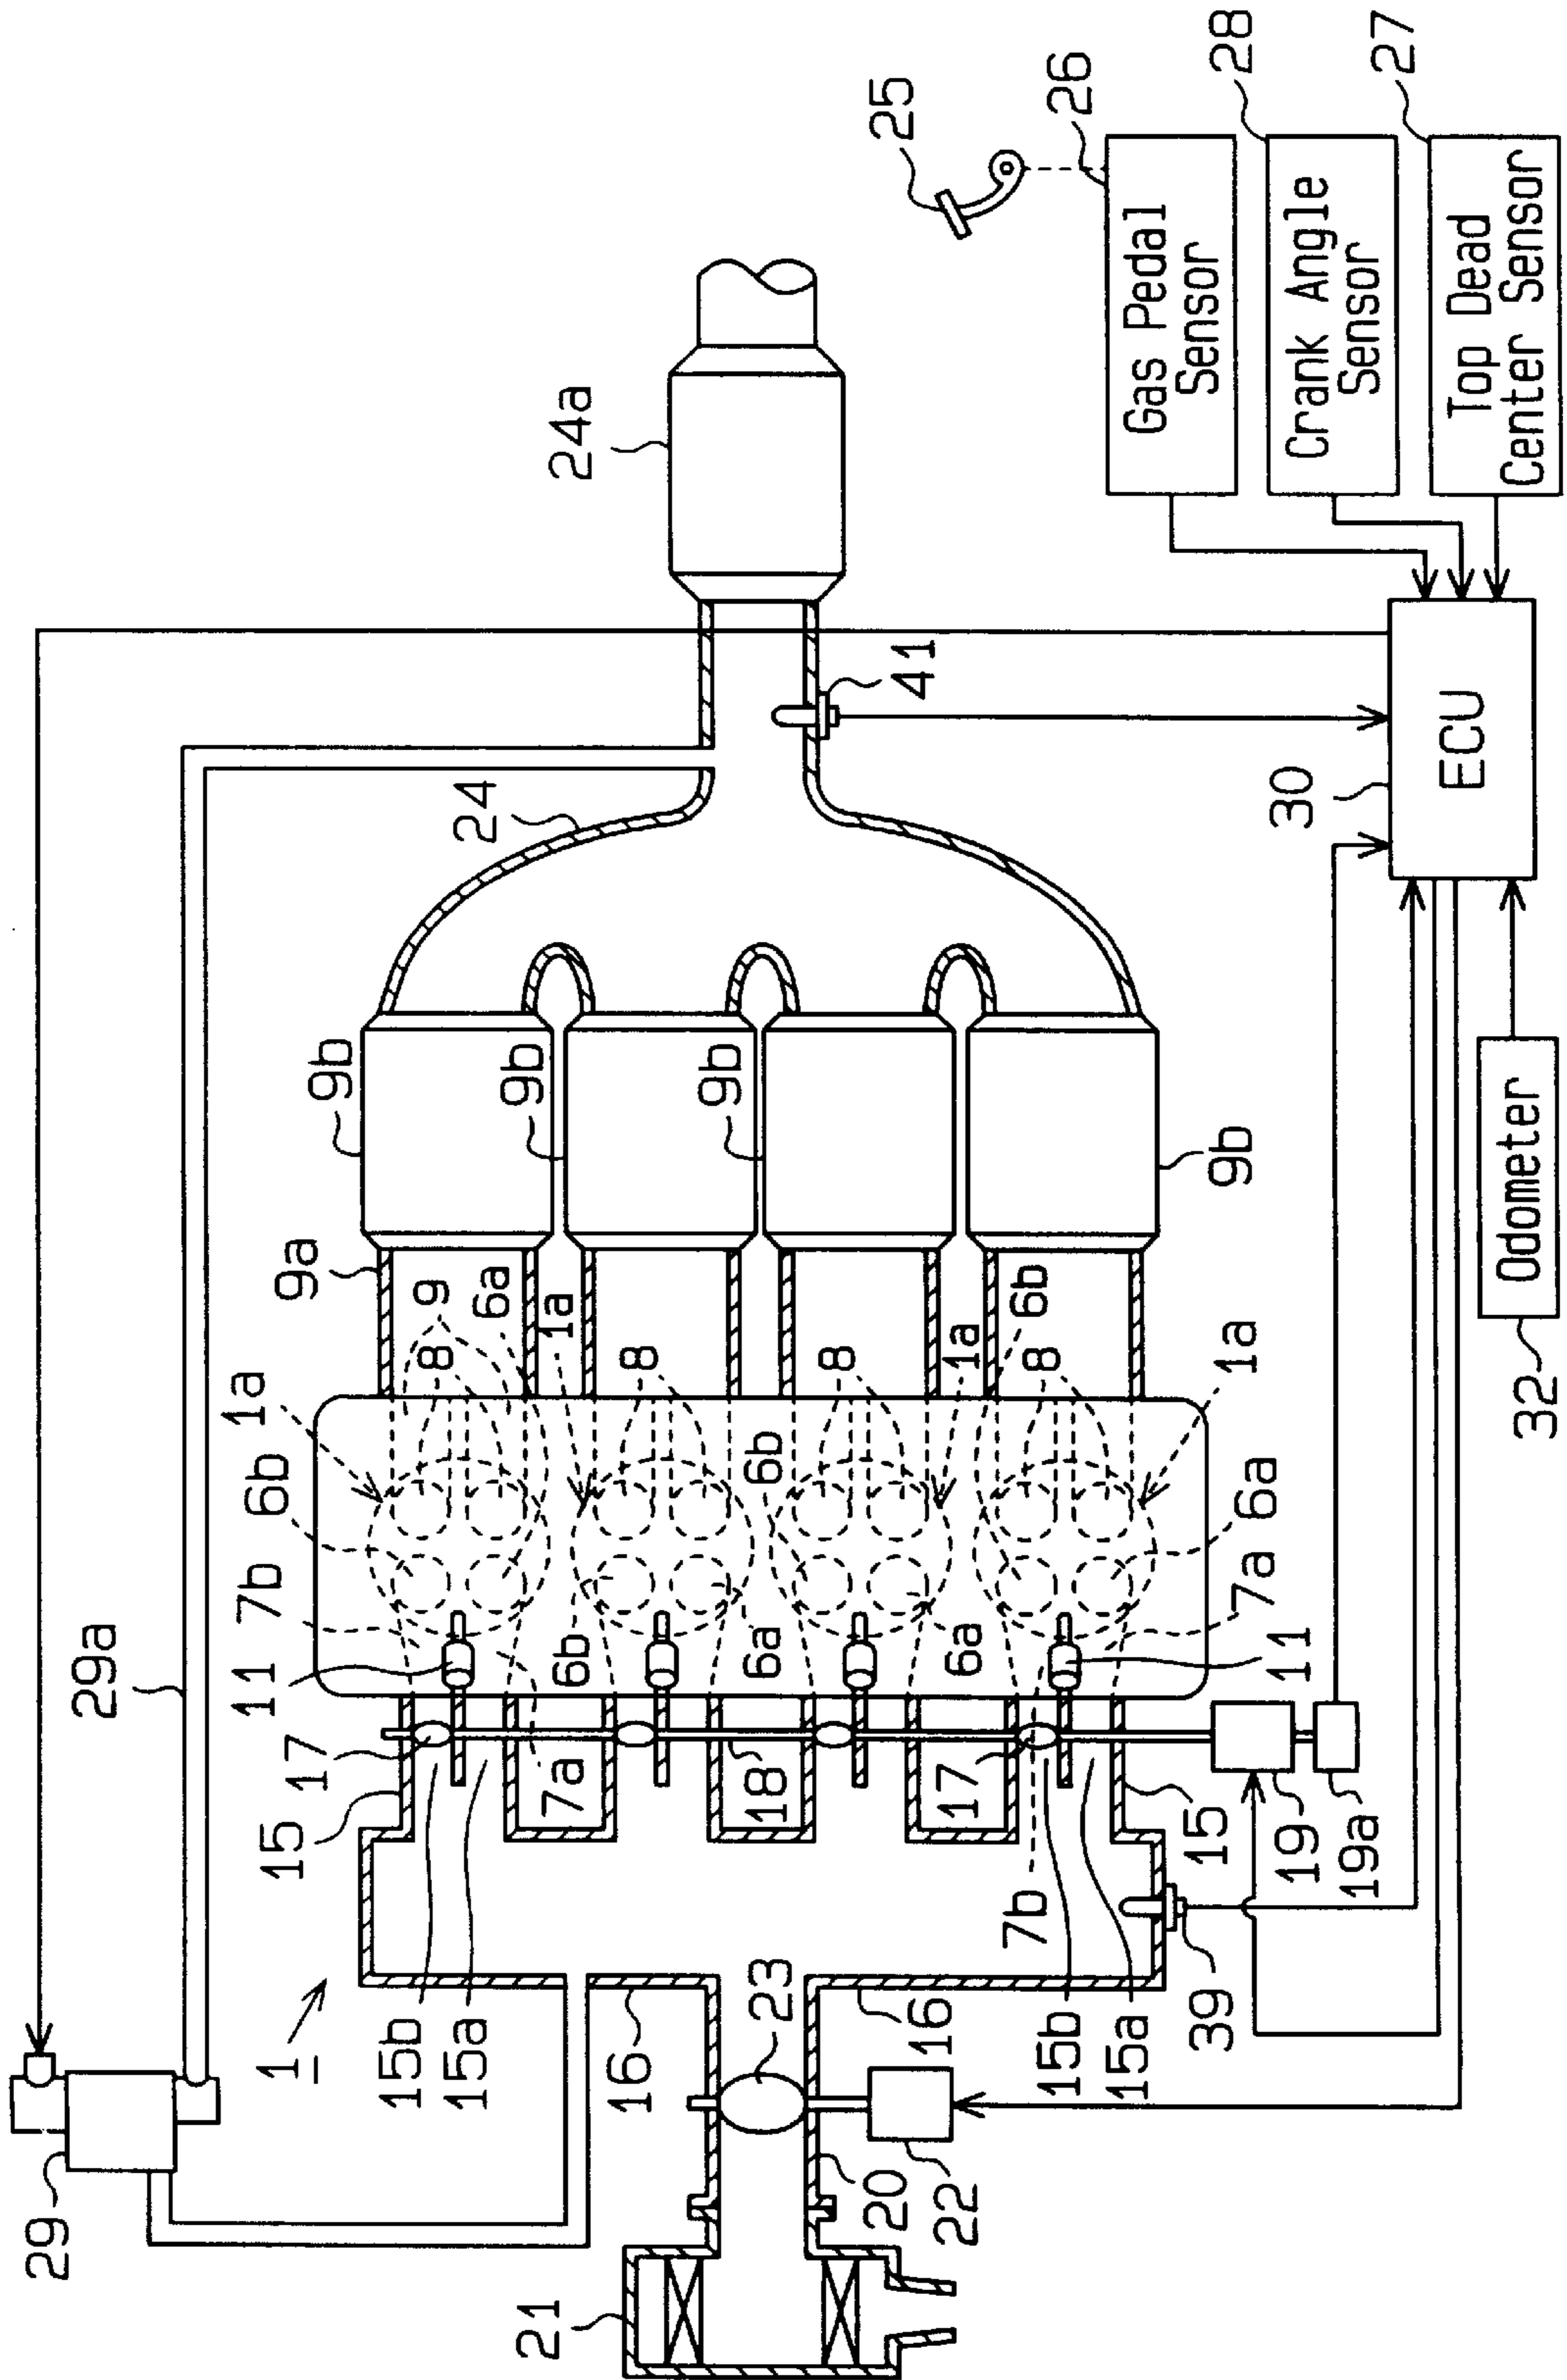 29
29a
1
21
16
23
20
22
16
15b
15a
15
17
11
7b
6b
1a
7a
18
6b
6a
8
9
6a
1a
9a
9b
9b
9b
9b
24
24a
41
8
6b
6a
8
1a
6b
8
1a
6a
7a
11
17
7b
15b
15a
15
39
19
19a
25
26
Gas Pedal
Sensor
28
Crank Angle
Sensor
27
Top Dead
Center Sensor
30
ECU
32
Odometer